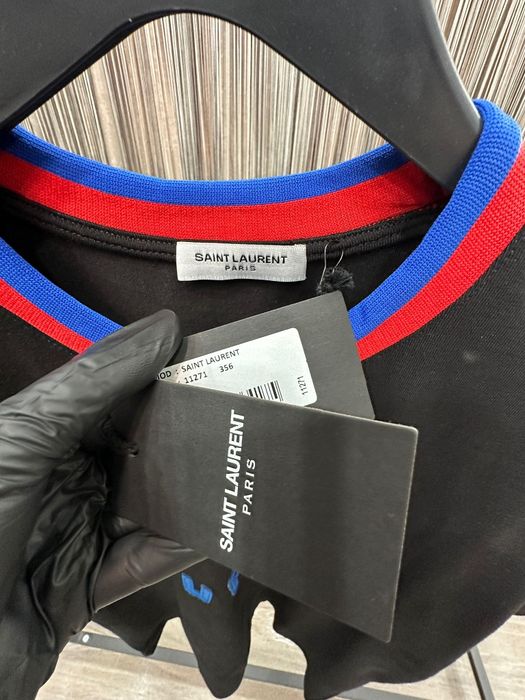 SAINT LAURENT
PARIS
MOD : SAINT LAURENT
11271 356
11271
SAINT LAURENT
PARIS